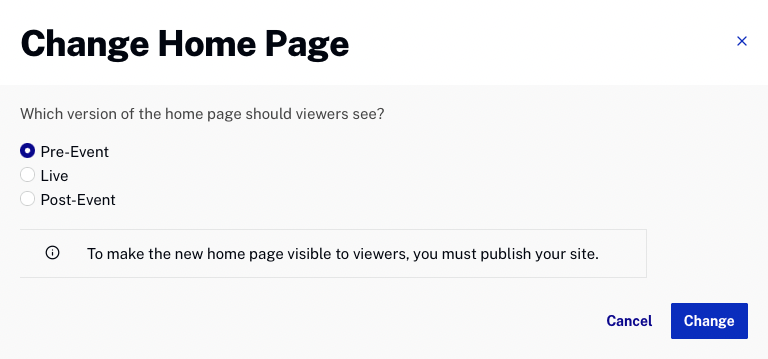 Change Home Page
Which version of the home page should viewers see?
Pre-Event
Live
Post-Event
To make the new home page visible to viewers, you must publish your site.
Cancel
Change